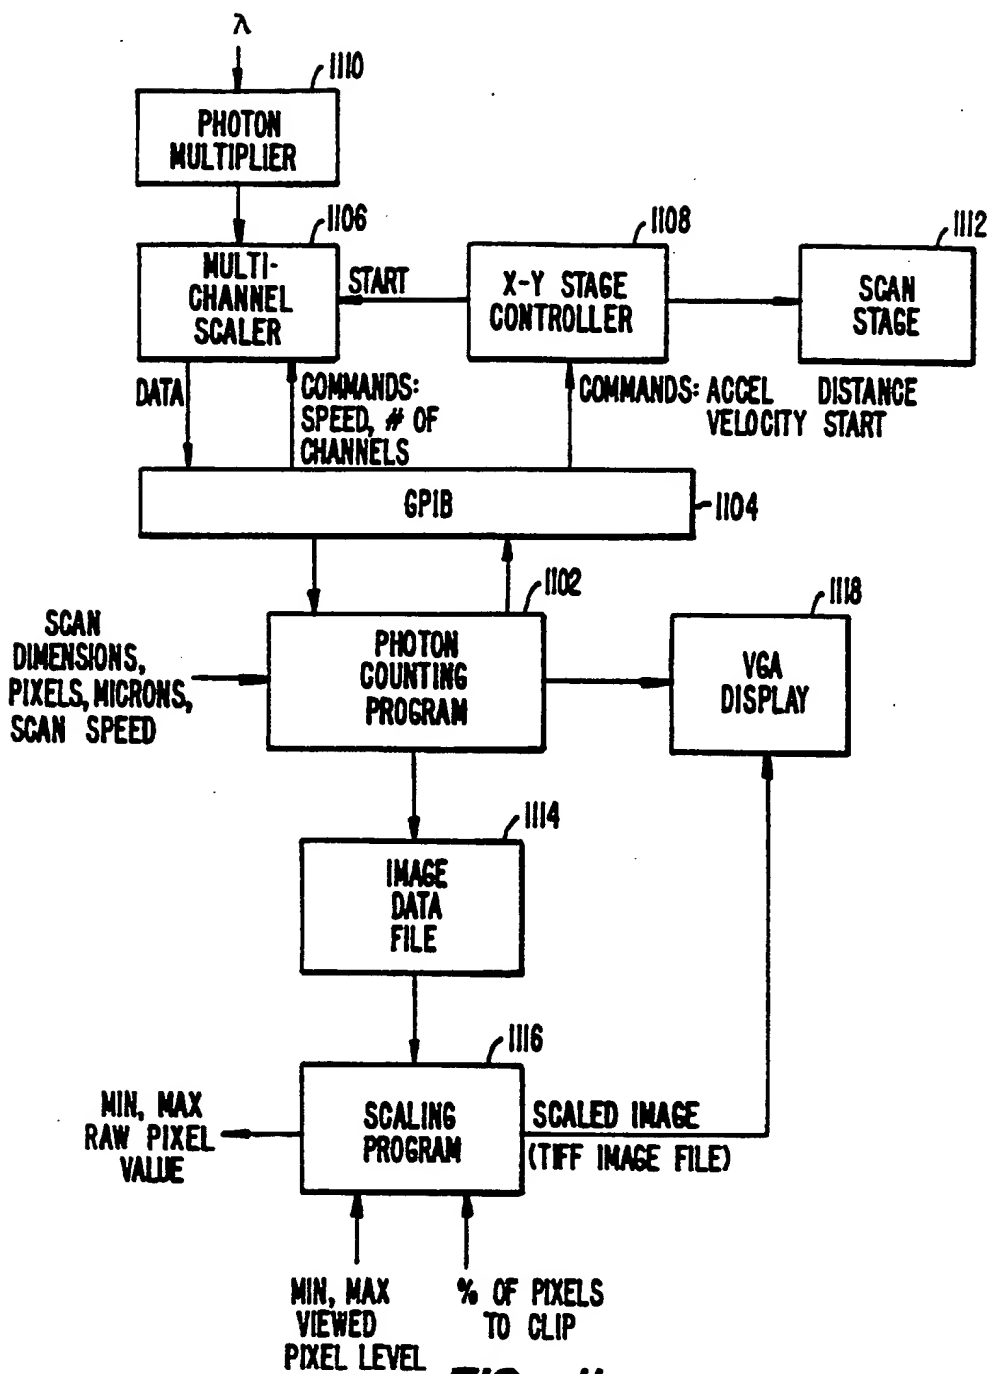 λ
1110
PHOTON
MULTIPLIER
1106
MULTI-
CHANNEL
SCALER
START
1108
X-Y STAGE
CONTROLLER
1112
SCAN
STAGE
DATA
COMMANDS:
SPEED, # OF
CHANNELS
COMMANDS: ACCEL DISTANCE
VELOCITY START
GPIB
1104
1102
SCAN
DIMENSIONS,
PIXELS, MICRONS,
SCAN SPEED
PHOTON
COUNTING
PROGRAM
1118
VGA
DISPLAY
1114
IMAGE
DATA
FILE
1116
MIN, MAX
RAW PIXEL
VALUE
SCALING
PROGRAM
SCALED IMAGE
(TIFF IMAGE FILE)
MIN, MAX
VIEWED
PIXEL LEVEL
% OF PIXELS
TO CLIP